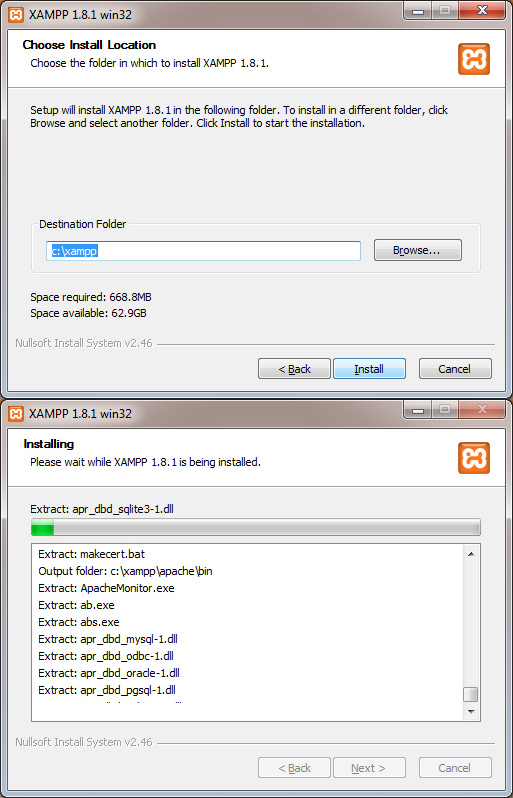 XAMPP 1.8.1 win32
Choose Install Location
Choose the folder in which to install XAMPP 1.8.1.
Setup will install XAMPP 1.8.1 in the following folder. To install in a different folder, click
Browse and select another folder. Click Install to start the installation.
Destination Folder
c:\xampp
Browse...
Space required: 668.8MB
Space available: 62.9GB
Nullsoft Install System v2.46
< Back
Install
Cancel
XAMPP 1.8.1 win32
Installing
Please wait while XAMPP 1.8.1 is being installed.
Extract: apr_dbd_sqlite3-1.dll
Extract: makecert.bat
Output folder: c:\xampp\apache\bin
Extract: ApacheMonitor.exe
Extract: ab.exe
Extract: abs.exe
Extract: apr_dbd_mysql-1.dll
Extract: apr_dbd_odbc-1.dll
Extract: apr_dbd_oracle-1.dll
Extract: apr_dbd_pgsql-1.dll
Nullsoft Install System v2.46
< Back
Next >
Cancel